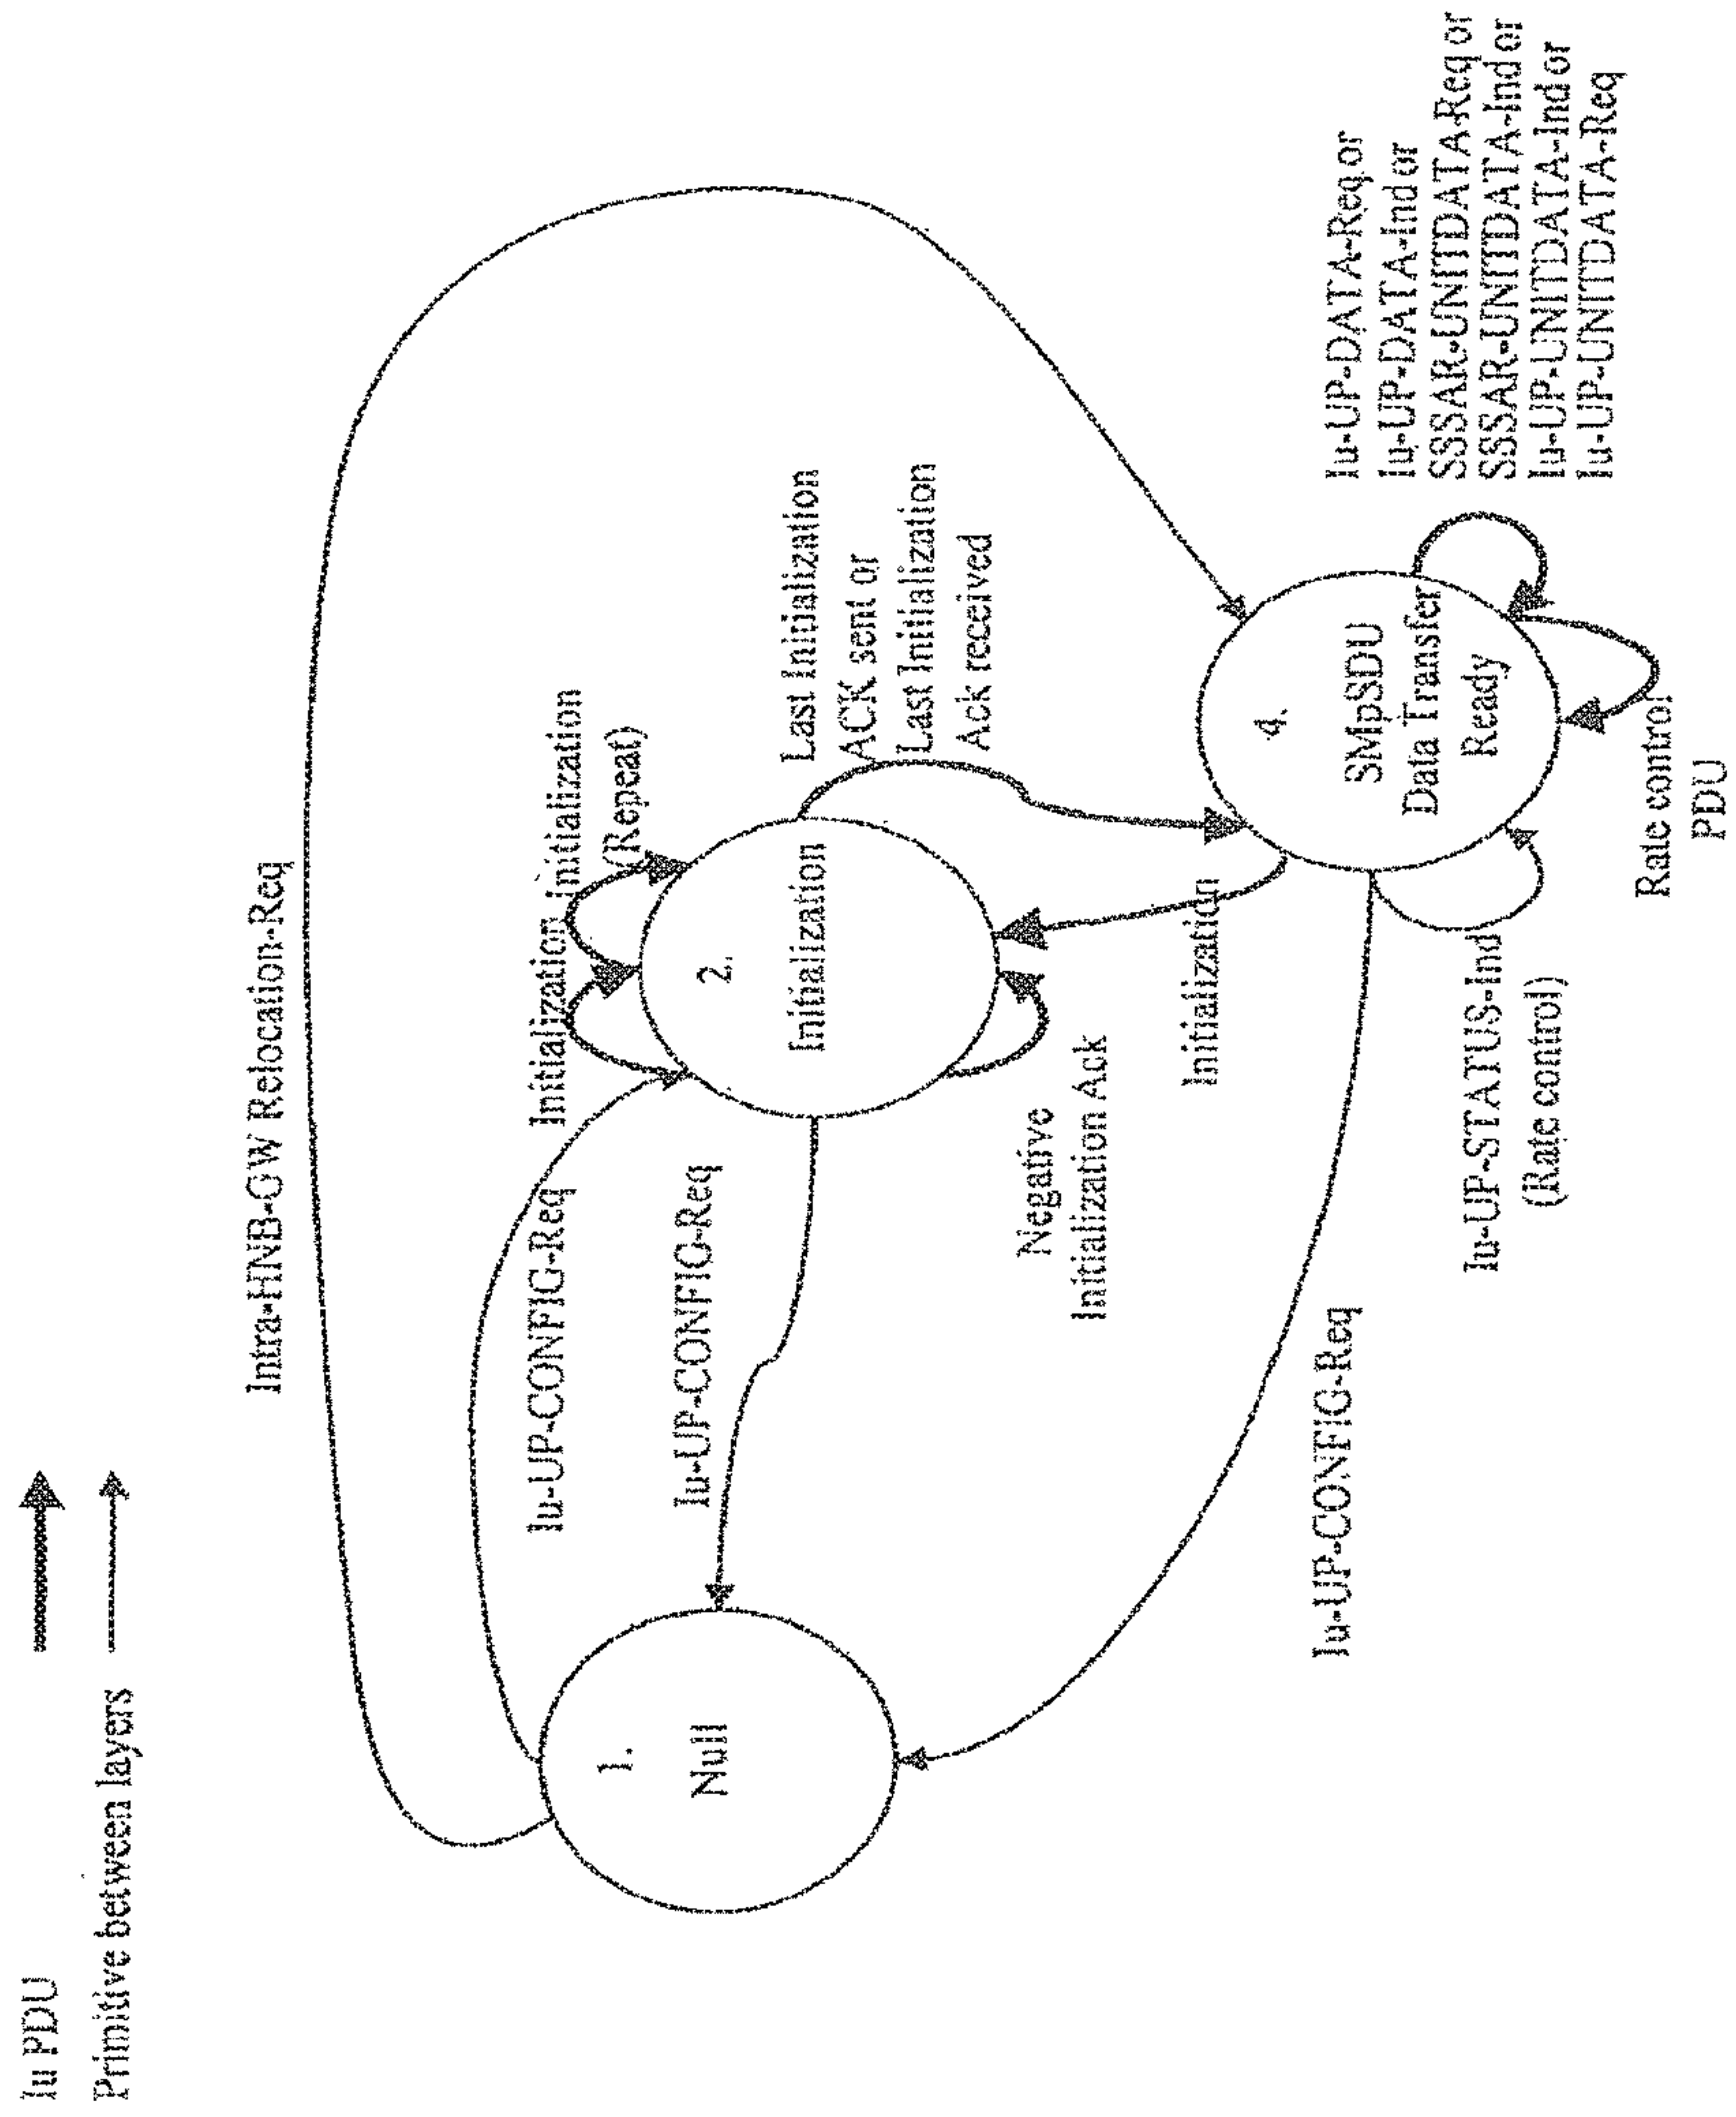 Iu PDU
Primitive between layers
Intra-HNB-GW Relocation-Req
Iu-UP-CONFIG-Req
Initialization
Initialization
(Repeat)
Iu-UP-CONFIG-Req
1.
Null
2.
Initialization
Last Initialization
ACK sent or
Last Initialization
Ack received
Negative
Initialization Ack
Initialization
Iu-UP-CONFIG-Req
4.
SMpSDU
Data Transfer
Ready
Iu-UP-DATA-Req or
Iu-UP-DATA-Ind or
SSSAR-UNITDATA-Req or
SSSAR-UNITDATA-Ind or
Iu-UP-UNITDATA-Ind or
Iu-UP-UNITDATA-Req
Iu-UP-STATUS-Ind
(Rate control)
Rate control
PDU